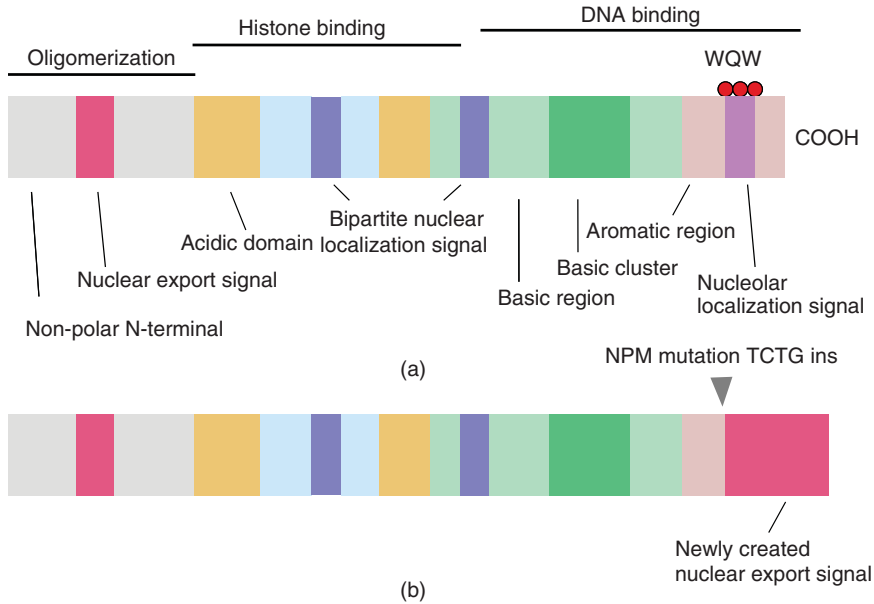 DNA binding
Histone binding
Oligomerization
WQW
COOH
Acidic domain
Bipartite nuclear
localization signal
Aromatic region
Nuclear export signal
Basic cluster
Nucleolar
localization signal
Basic region
Non-polar N-terminal
(a)
NPM mutation TCTG ins
Newly created
nuclear export signal
(b)